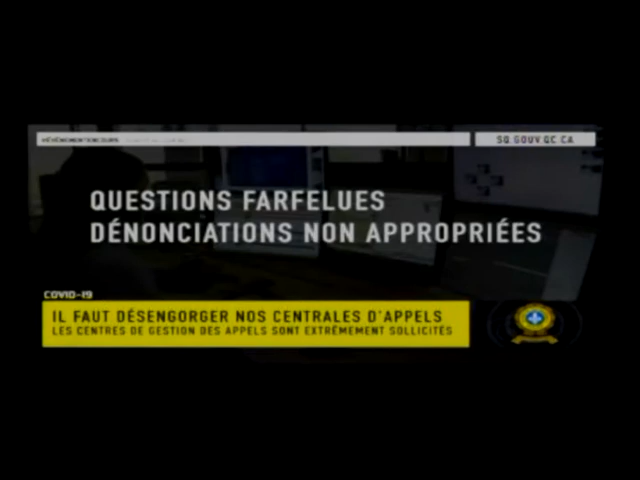 SQ.GOUV.QC.CA
QUESTIONS FARFELUES
DÉNONCIATIONS NON APPROPRIÉES
COVID-19
IL FAUT DÉSENGORGER NOS CENTRALES D'APPELS
LES CENTRES DE GESTION DES APPELS SONT EXTRÊMEMENT SOLLICITÉS